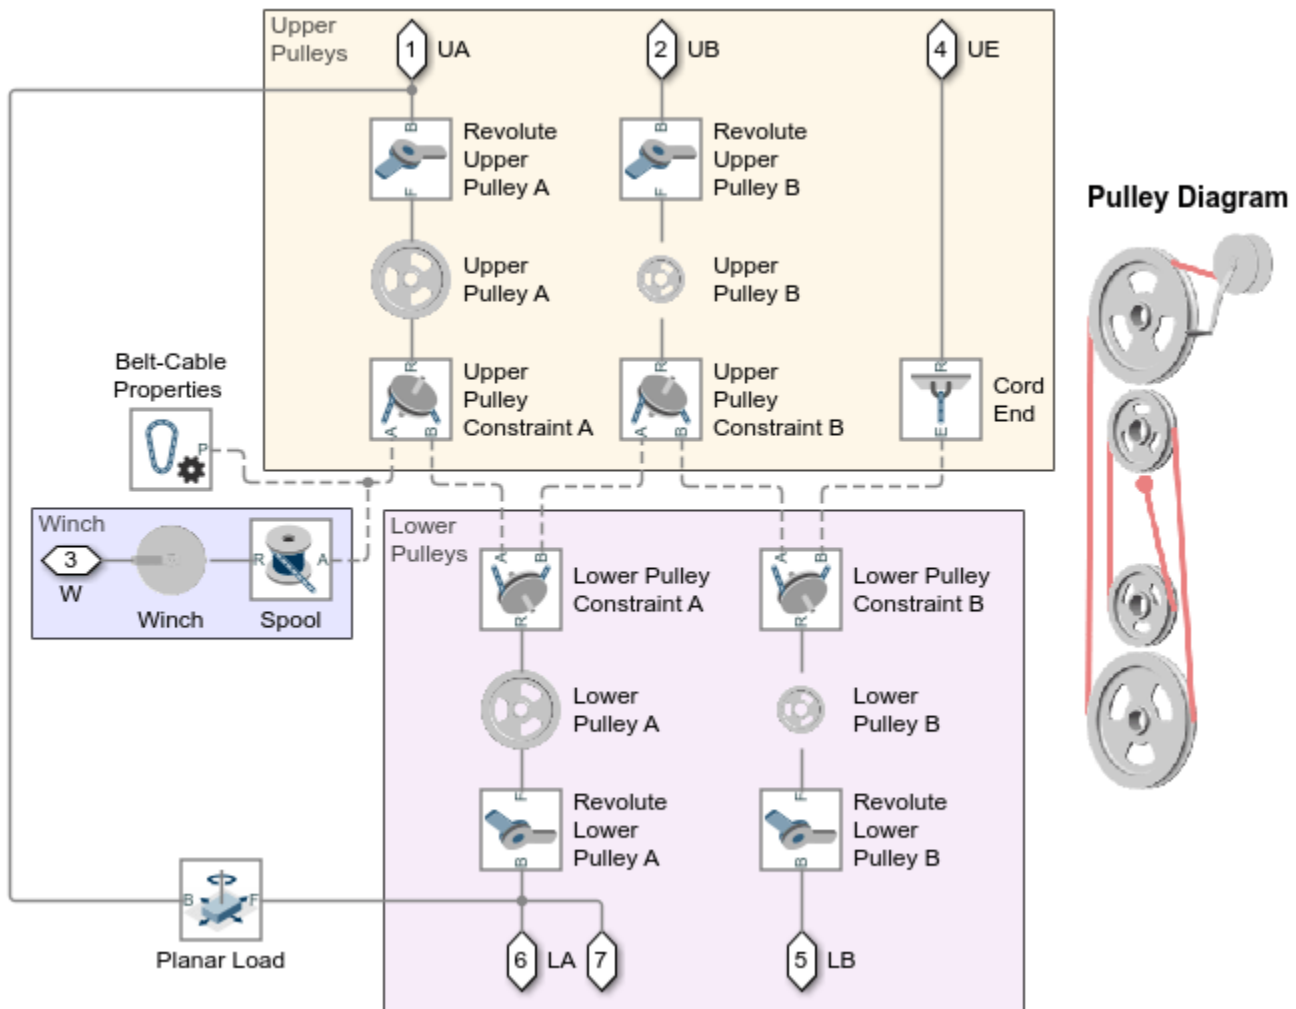 Upper
Pulleys
1 UA
2 UB
4 UE
B
Revolute
Upper
Pulley A
F
B
Revolute
Upper
Pulley B
F
Pulley Diagram
Upper
Pulley A
Upper
Pulley B
Belt-Cable
Properties
P
R
Upper
Pulley
Constraint A
A B
R
Upper
Pulley
Constraint B
A B
R
Cord
End
E
Winch
3
W
Winch
R A
Spool
Lower
Pulleys
A B
Lower Pulley
Constraint A
R
A B
Lower Pulley
Constraint B
R
Lower
Pulley A
Lower
Pulley B
F
Revolute
Lower
Pulley A
B
F
Revolute
Lower
Pulley B
B
B F
Planar Load
6 LA 7
5 LB